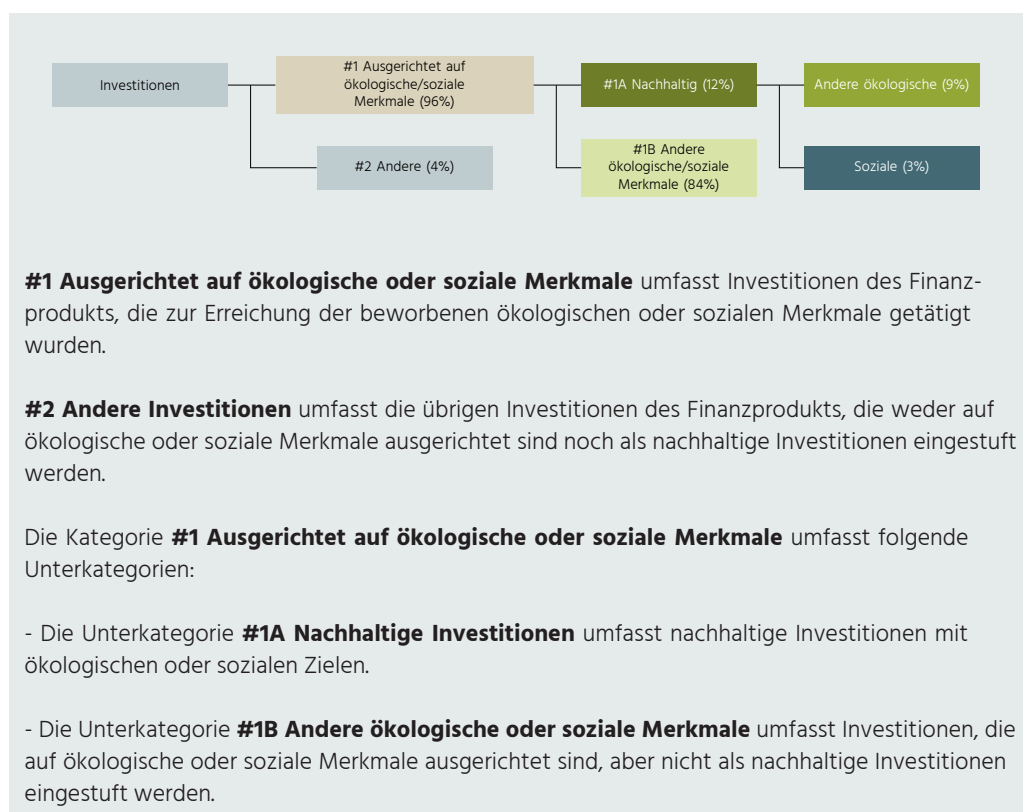 Investitionen
#1 Ausgerichtet auf
ökologische/soziale
Merkmale (96%)
#1A Nachhaltig (12%)
Andere ökologische (9%)
#2 Andere (4%)
#1B Andere
ökologische/soziale
Merkmale (84%)
Soziale (3%)
#1 Ausgerichtet auf ökologische oder soziale Merkmale umfasst Investitionen des Finanz-
produkts, die zur Erreichung der beworbenen ökologischen oder sozialen Merkmale getätigt
wurden.
#2 Andere Investitionen umfasst die übrigen Investitionen des Finanzprodukts, die weder auf
ökologische oder soziale Merkmale ausgerichtet sind noch als nachhaltige Investitionen eingestuft
werden.
Die Kategorie #1 Ausgerichtet auf ökologische oder soziale Merkmale umfasst folgende
Unterkategorien:
- Die Unterkategorie #1A Nachhaltige Investitionen umfasst nachhaltige Investitionen mit
ökologischen oder sozialen Zielen.
- Die Unterkategorie #1B Andere ökologische oder soziale Merkmale umfasst Investitionen, die
auf ökologische oder soziale Merkmale ausgerichtet sind, aber nicht als nachhaltige Investitionen
eingestuft werden.